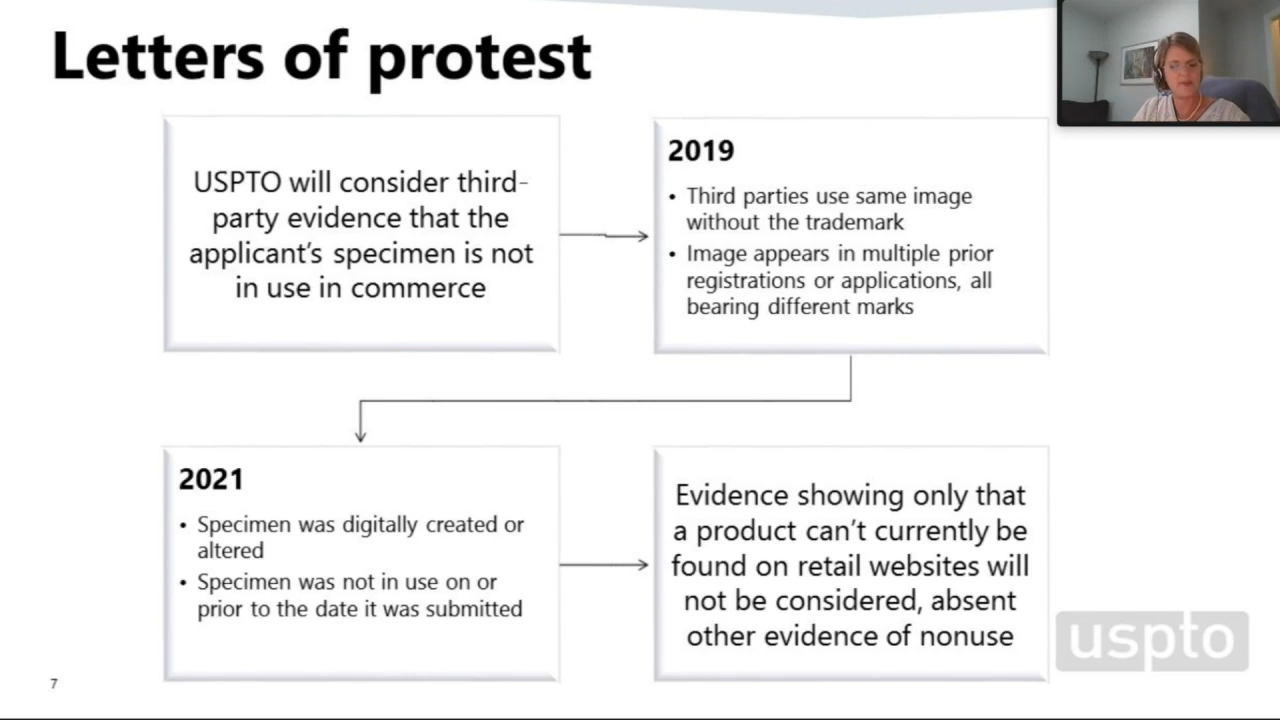 Letters of protest
USPTO will consider third-
party evidence that the
applicant's specimen is not
in use in commerce
2019
• Third parties use same image
without the trademark
• Image appears in multiple prior
registrations or applications, all
bearing different marks
2021
• Specimen was digitally created or
altered
• Specimen was not in use on or
prior to the date it was submitted
Evidence showing only that
a product can't currently be
found on retail websites will
not be considered, absent
other evidence of nonuse
uspto
7